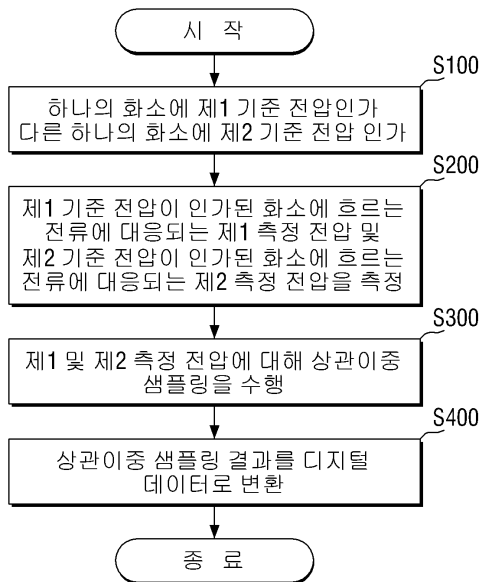 시 작
S100
하나의 화소에 제1 기준 전압인가
다른 하나의 화소에 제2 기준 전압 인가
S200
제1 기준 전압이 인가된 화소에 흐르는
전류에 대응되는 제1 측정 전압 및
제2 기준 전압이 인가된 화소에 흐르는
전류에 대응되는 제2 측정 전압을 측정
S300
제1 및 제2 측정 전압에 대해 상관이중
샘플링을 수행
S400
상관이중 샘플링 결과를 디지털
데이터로 변환
종 료